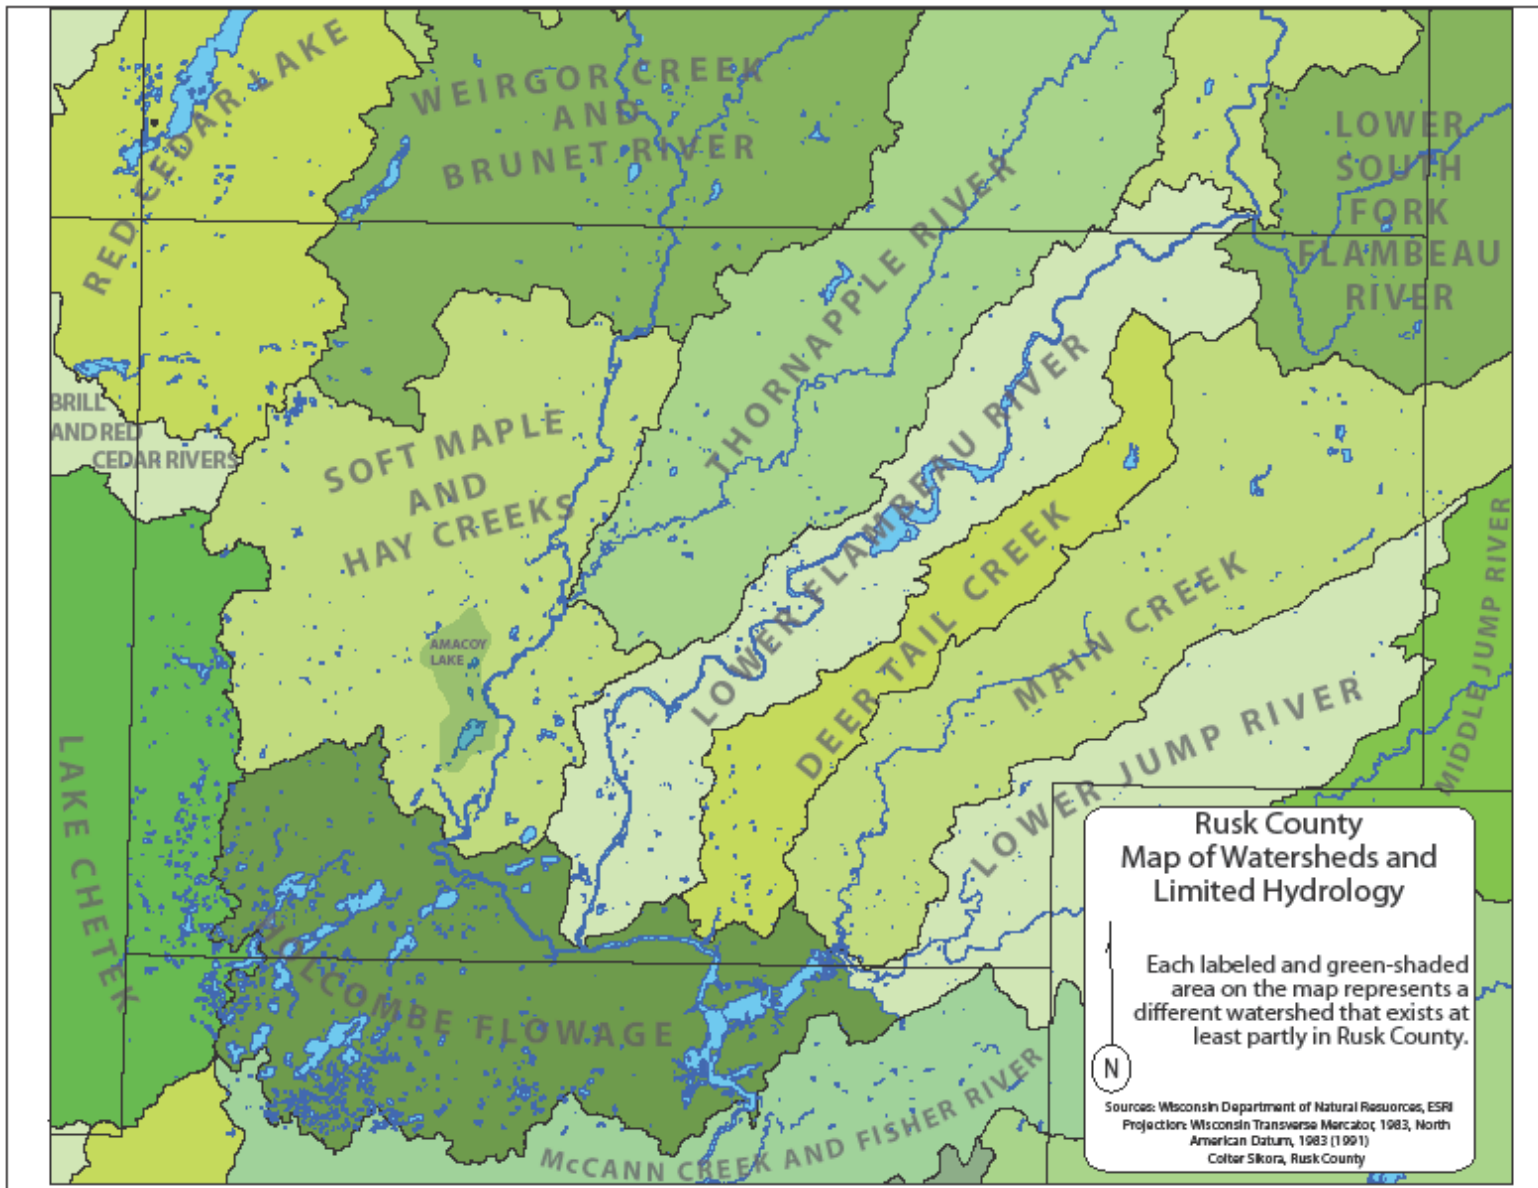 RED CEDAR LAKE
WEIRGOR CREEK
AND
BRUNET RIVER
THORNAPPLE RIVER
LOWER
SOUTH
FORK
FLAMBEAU
RIVER
BRILL
AND RED
CEDAR RIVERS
SOFT MAPLE
AND
HAY CREEKS
AMACOY
LAKE
LOWER FLAMBEAU RIVER
DEER TAIL CREEK
MAIN CREEK
LOWER JUMP RIVER
MIDDLE JUMP RIVER
LAKE CHETEK
HOLCOMBE FLOWAGE
McCANN CREEK AND FISHER RIVER
Rusk County
Map of Watersheds and
Limited Hydrology
Each labeled and green-shaded
area on the map represents a
different watershed that exists at
least partly in Rusk County.
N
Sources: Wisconsin Department of Natural Resuorces, ESRI
Projection: Wisconsin Transverse Mercator, 1983, North
American Datum, 1983 (1991)
Colter Sikora, Rusk County